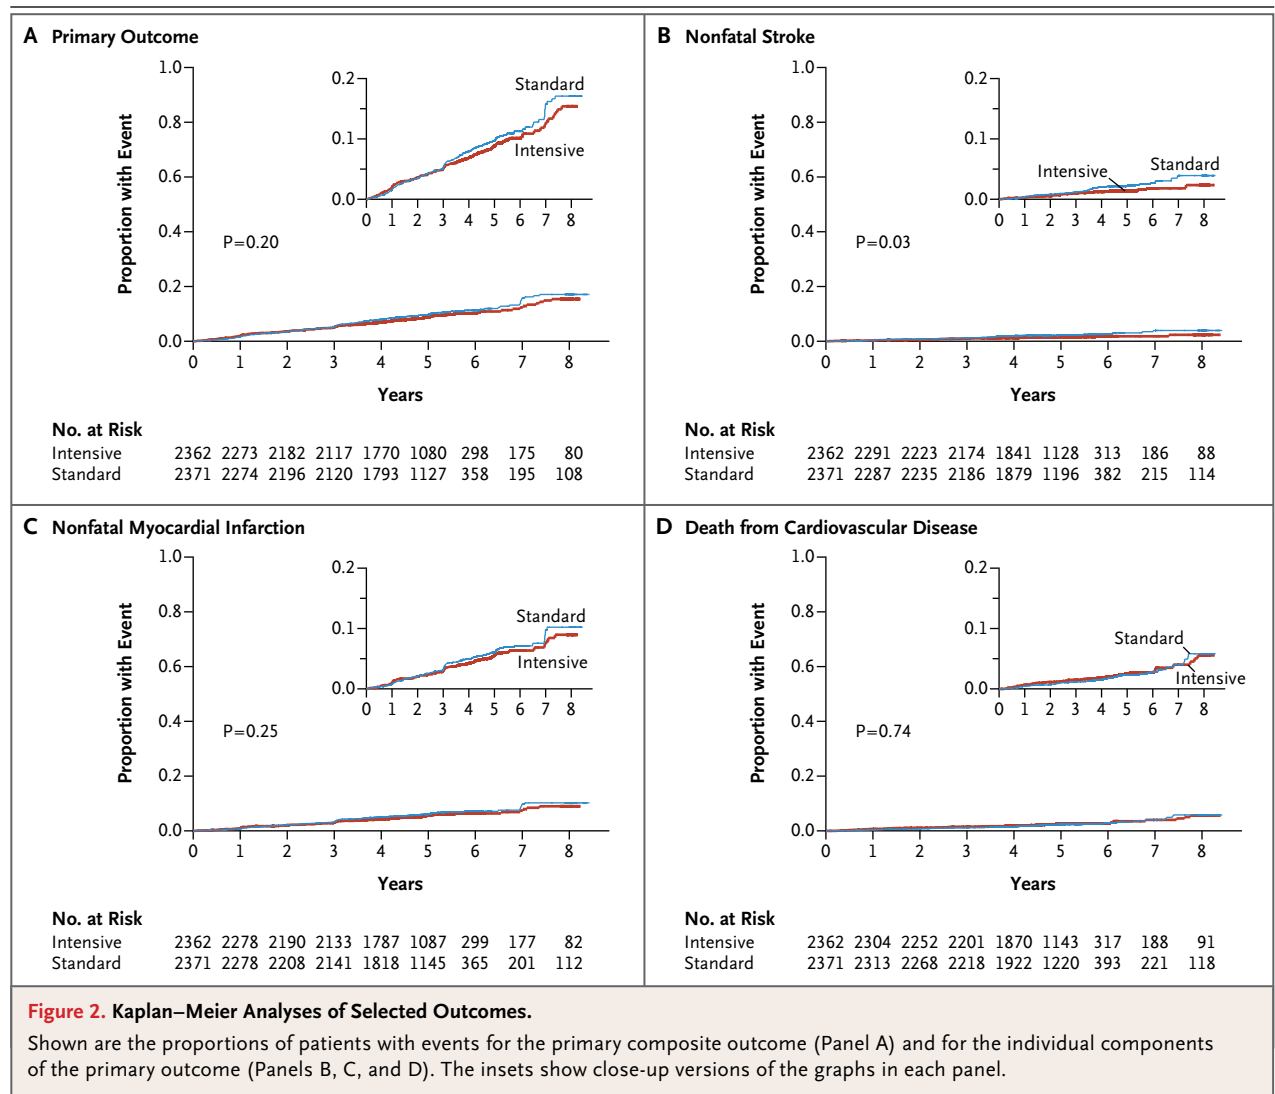 A Primary Outcome
1.0
0.8
0.6
0.4
0.2
0.0
Proportion with Event
0.2
0.1
0.0
Standard
Intensive
0 1 2 3 4 5 6 7 8
P=0.20
0 1 2 3 4 5 6 7 8
Years
No. at Risk
Intensive 2362 2273 2182 2117 1770 1080 298 175 80
Standard 2371 2274 2196 2120 1793 1127 358 195 108
B Nonfatal Stroke
1.0
0.8
0.6
0.4
0.2
0.0
Proportion with Event
0.2
0.1
0.0
Intensive
Standard
0 1 2 3 4 5 6 7 8
P=0.03
0 1 2 3 4 5 6 7 8
Years
No. at Risk
Intensive 2362 2291 2223 2174 1841 1128 313 186 88
Standard 2371 2287 2235 2186 1879 1196 382 215 114
C Nonfatal Myocardial Infarction
1.0
0.8
0.6
0.4
0.2
0.0
Proportion with Event
0.2
0.1
0.0
Standard
Intensive
0 1 2 3 4 5 6 7 8
P=0.25
0 1 2 3 4 5 6 7 8
Years
No. at Risk
Intensive 2362 2278 2190 2133 1787 1087 299 177 82
Standard 2371 2278 2208 2141 1818 1145 365 201 112
D Death from Cardiovascular Disease
1.0
0.8
0.6
0.4
0.2
0.0
Proportion with Event
0.2
0.1
0.0
Standard
Intensive
0 1 2 3 4 5 6 7 8
P=0.74
0 1 2 3 4 5 6 7 8
Years
No. at Risk
Intensive 2362 2304 2252 2201 1870 1143 317 188 91
Standard 2371 2313 2268 2218 1922 1220 393 221 118
Figure 2. Kaplan–Meier Analyses of Selected Outcomes.
Shown are the proportions of patients with events for the primary composite outcome (Panel A) and for the individual components
of the primary outcome (Panels B, C, and D). The insets show close-up versions of the graphs in each panel.